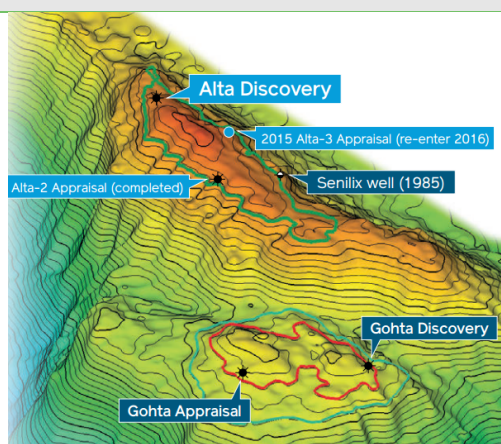 Alta Discovery
2015 Alta-3 Appraisal (re-enter 2016)
Alta-2 Appraisal (completed)
Senilix well (1985)
Gohta Discovery
Gohta Appraisal